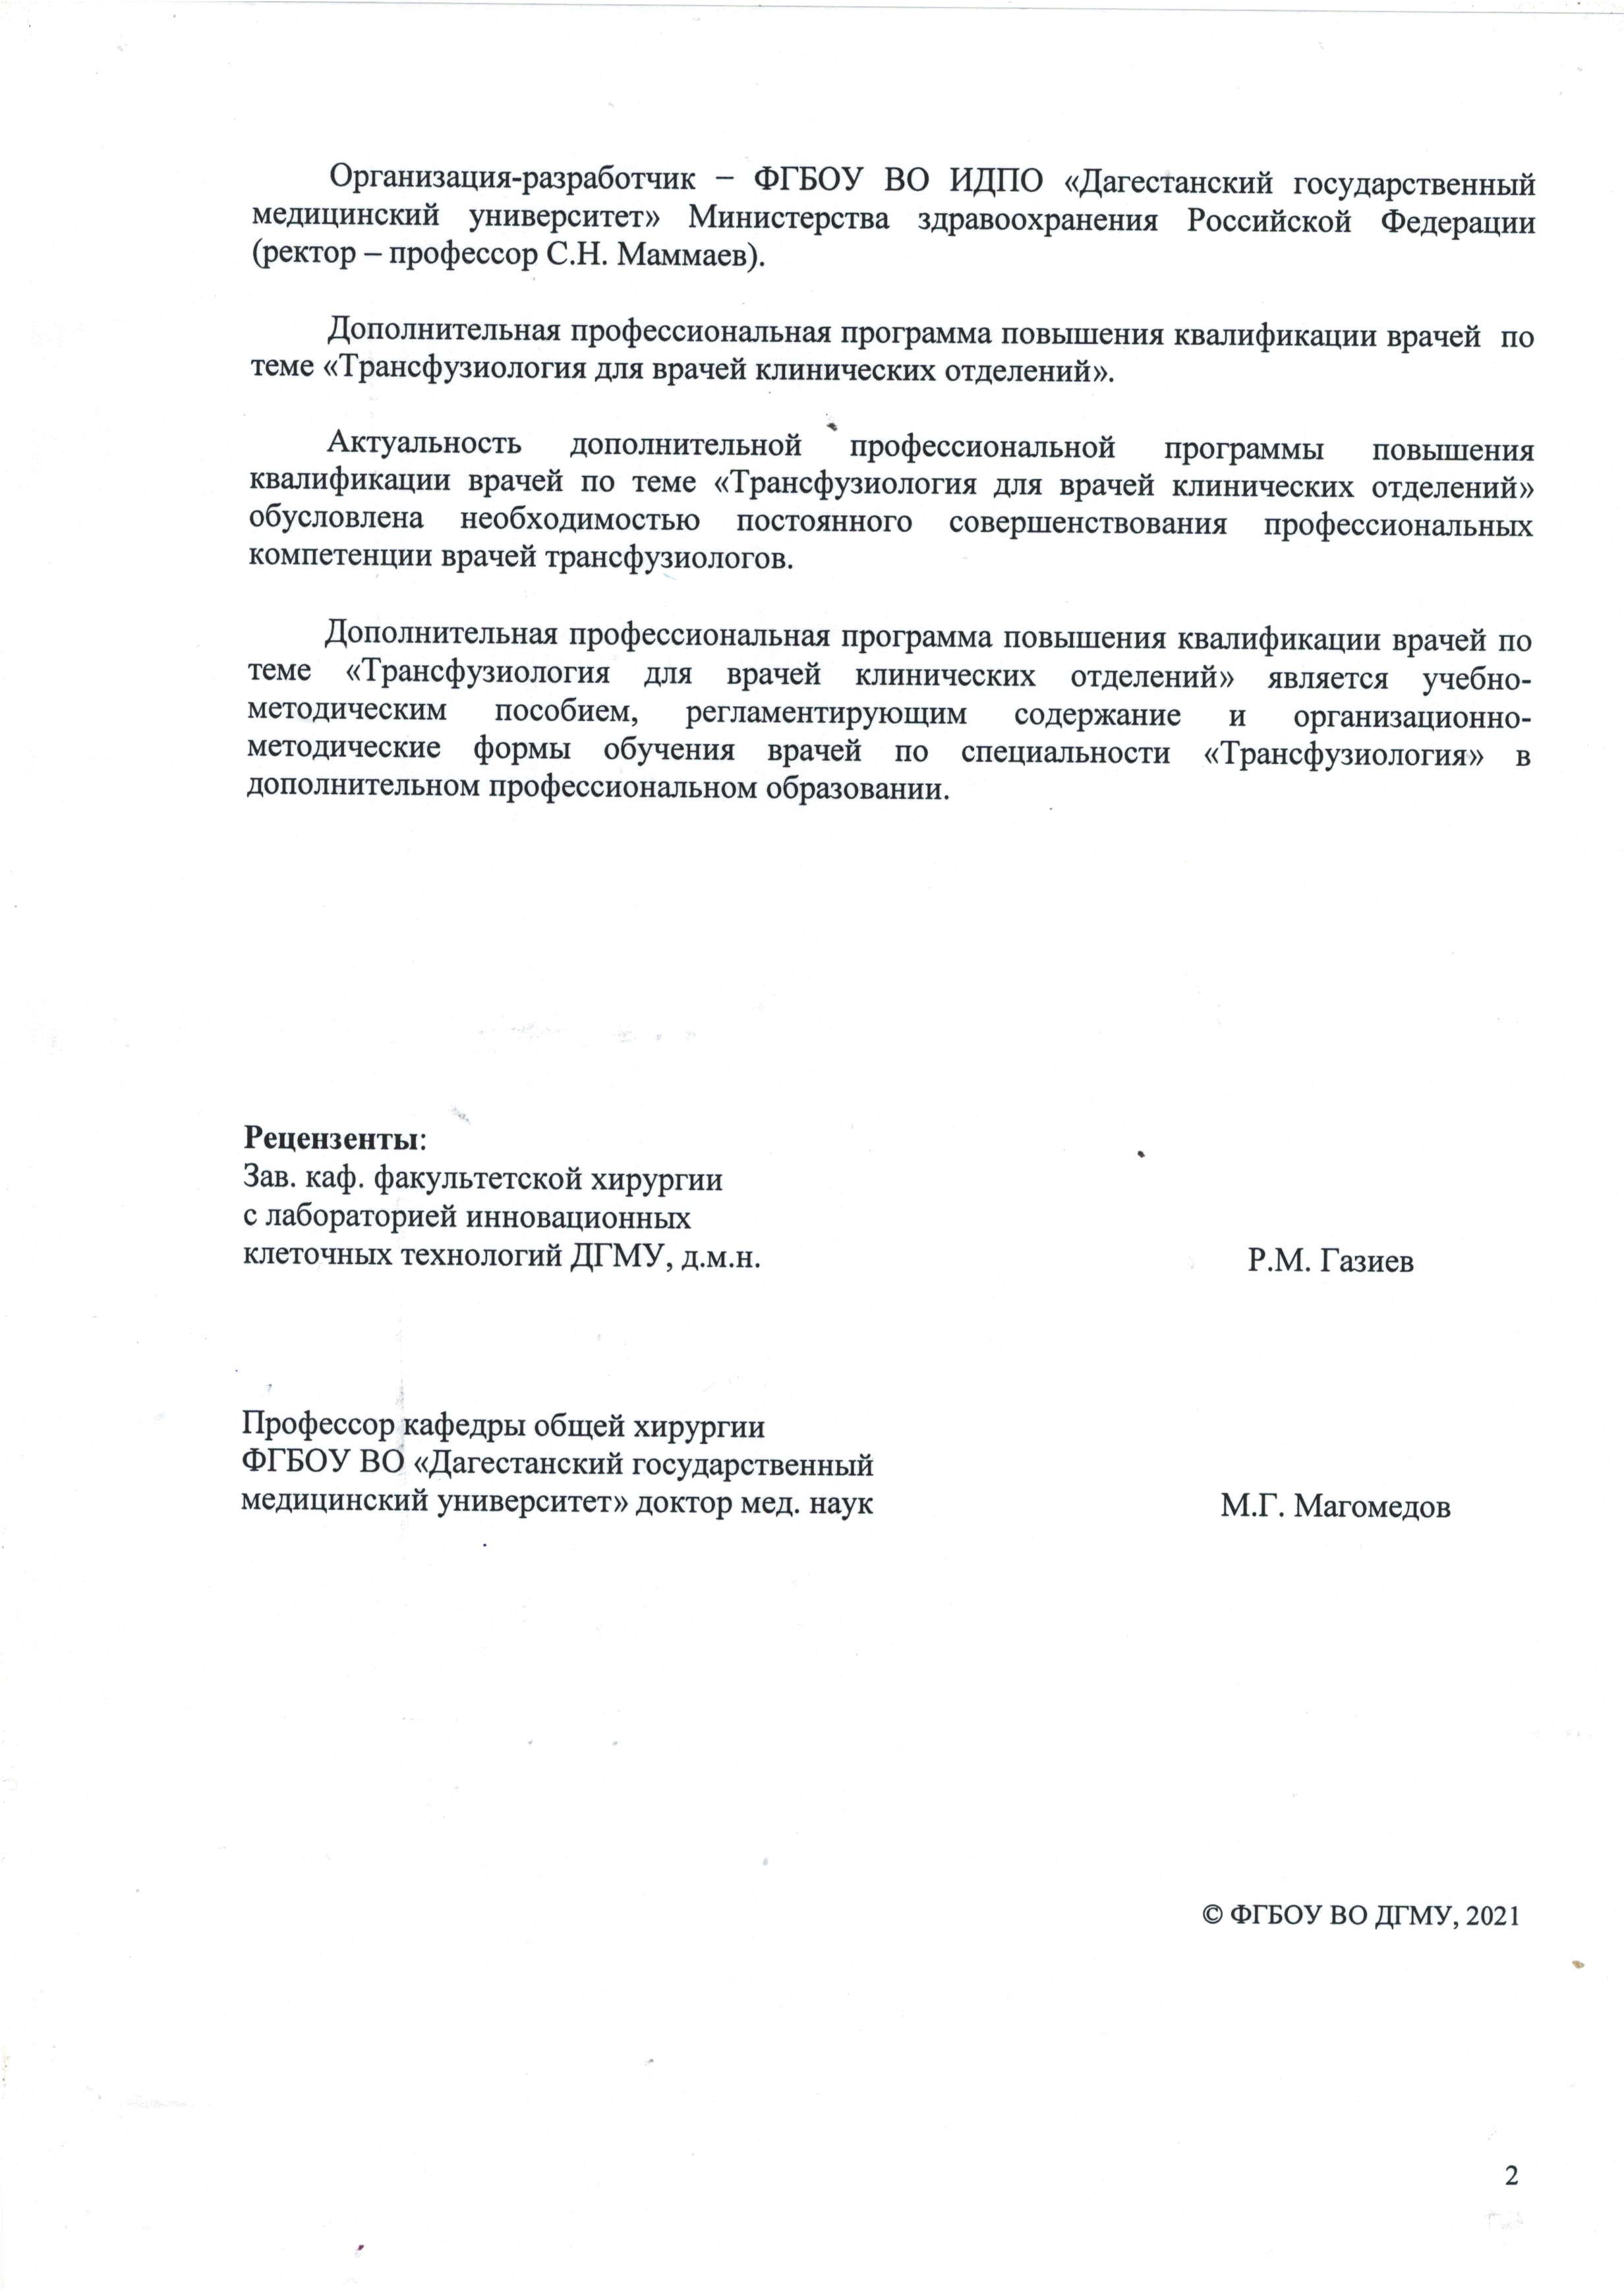 Организация-разработчик – ФГБОУ ВО ИДПО «Дагестанский государственный
медицинский университет» Министерства здравоохранения Российской Федерации
(ректор – профессор С.Н. Маммаев).
Дополнительная профессиональная программа повышения квалификации врачей по
теме «Трансфузиология для врачей клинических отделений».
Актуальность дополнительной профессиональной программы повышения
квалификации врачей по теме «Трансфузиология для врачей клинических отделений»
обусловлена необходимостью постоянного совершенствования профессиональных
компетенции врачей трансфузиологов.
Дополнительная профессиональная программа повышения квалификации врачей по
теме «Трансфузиология для врачей клинических отделений» является учебно-
методическим пособием, регламентирующим содержание и организационно-
методические формы обучения врачей по специальности «Трансфузиология» в
дополнительном профессиональном образовании.
Рецензенты:
Зав. каф. факультетской хирургии
с лабораторией инновационных
клеточных технологий ДГМУ, д.м.н. Р.М. Газиев
Профессор кафедры общей хирургии
ФГБОУ ВО «Дагестанский государственный
медицинский университет» доктор мед. наук М.Г. Магомедов
© ФГБОУ ВО ДГМУ, 2021
2